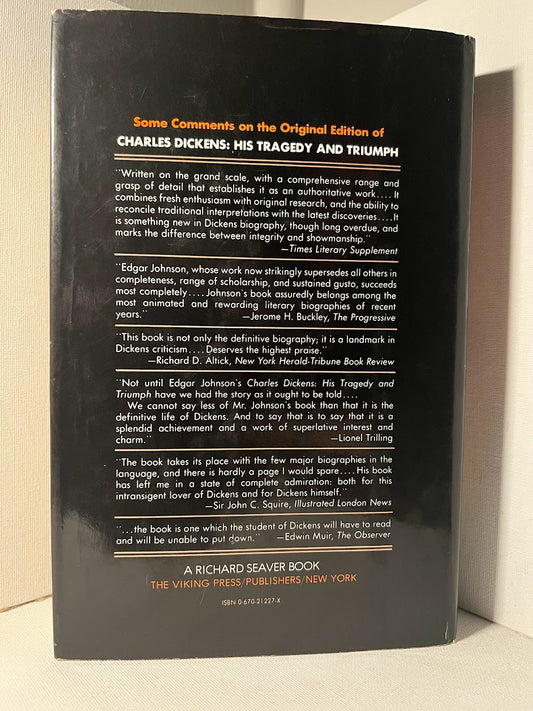 Some Comments on the Original Edition of
CHARLES DICKENS: HIS TRAGEDY AND TRIUMPH
"Written on the grand scale, with a comprehensive range and
grasp of detail that establishes it as an authoritative work.... It
combines fresh enthusiasm with original research, and the ability to
reconcile traditional interpretations with the latest discoveries.... It
is something new in Dickens biography, though long overdue, and
marks the difference between integrity and showmanship."
—Times Literary Supplement
"Edgar Johnson, whose work now strikingly supersedes all others in
completeness, range of scholarship, and sustained gusto, succeeds
most completely.... Johnson's book assuredly belongs among the
most animated and rewarding literary biographies of recent
years." —Jerome H. Buckley, The Progressive
"This book is not only the definitive biography; it is a landmark in
Dickens criticism.... Deserves the highest praise."
—Richard D. Altick, New York Herald-Tribune Book Review
"Not until Edgar Johnson's Charles Dickens: His Tragedy and
Triumph have we had the story as it ought to be told....
We cannot say less of Mr. Johnson's book than that it is the
definitive life of Dickens. And to say that is to say that it is a
splendid achievement and a work of superlative interest and
charm." —Lionel Trilling
"The book takes its place with the few major biographies in the
language, and there is hardly a page I would spare.... His book
has left me in a state of complete admiration: both for this
intransigent lover of Dickens and for Dickens himself."
—Sir John C. Squire, Illustrated London News
"...the book is one which the student of Dickens will have to read
and will be unable to put down." —Edwin Muir, The Observer
A RICHARD SEAVER BOOK
THE VIKING PRESS/PUBLISHERS/NEW YORK
ISBN 0-670-21227-X